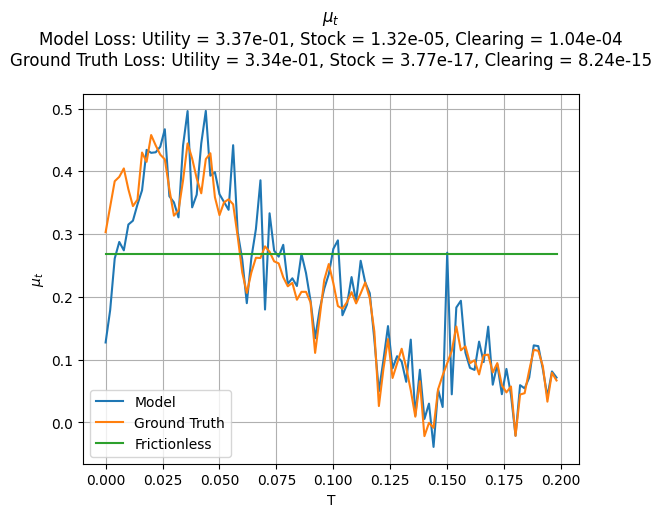 μ_t
Model Loss: Utility = 3.37e-01, Stock = 1.32e-05, Clearing = 1.04e-04
Ground Truth Loss: Utility = 3.34e-01, Stock = 3.77e-17, Clearing = 8.24e-15
0.5
0.4
0.3
0.2
0.1
0.0
μ_t
Model
Ground Truth
Frictionless
0.000 0.025 0.050 0.075 0.100 0.125 0.150 0.175 0.200
T